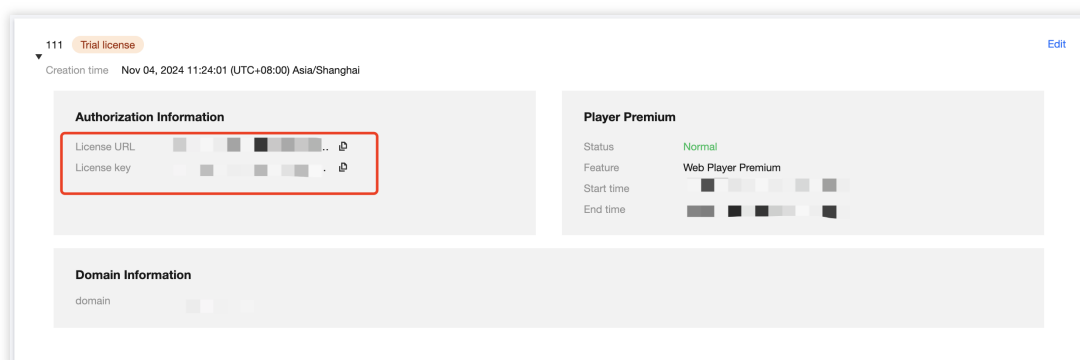 111 Trial license Edit
Creation time Nov 04, 2024 11:24:01 (UTC+08:00) Asia/Shanghai
Authorization Information
License URL ..
License key .
Player Premium
Status Normal
Feature Web Player Premium
Start time
End time
Domain Information
domain